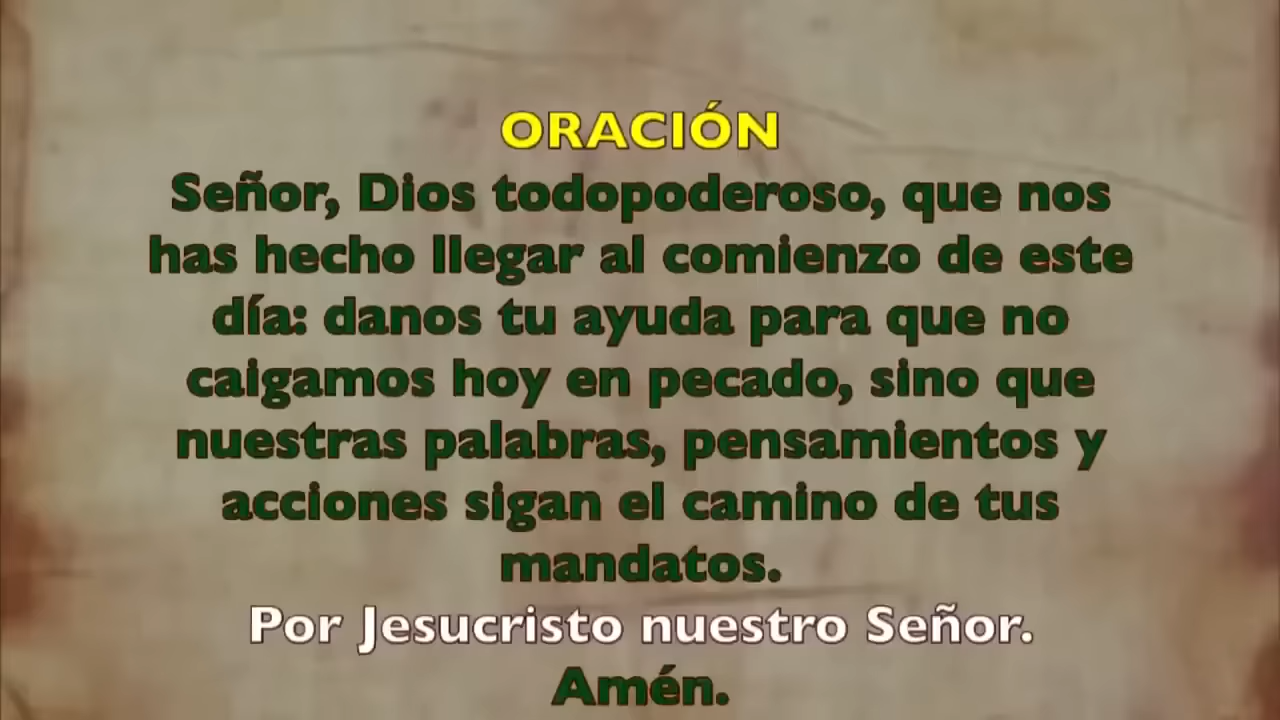 ORACIÓN
Señor, Dios todopoderoso, que nos
has hecho llegar al comienzo de este
día: danos tu ayuda para que no
caigamos hoy en pecado, sino que
nuestras palabras, pensamientos y
acciones sigan el camino de tus
mandatos.
Por Jesucristo nuestro Señor.
Amén.